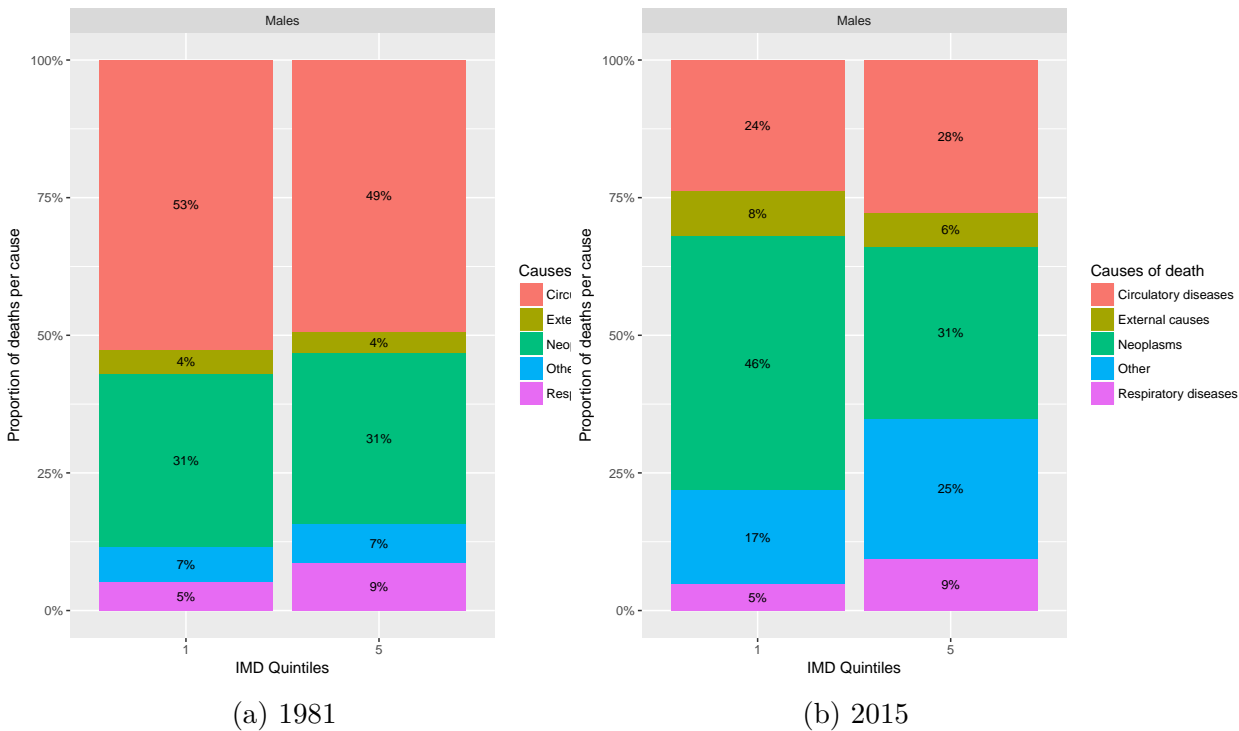 Males
100%
75%
50%
25%
0%
53%
4%
31%
7%
5%
49%
4%
31%
7%
9%
1
5
IMD Quintiles
Proportion of deaths per cause
Causes
Circ
Exte
Neo
Othe
Resp
(a) 1981
Males
100%
75%
50%
25%
0%
24%
8%
46%
17%
5%
28%
6%
31%
25%
9%
1
5
IMD Quintiles
Proportion of deaths per cause
Causes of death
Circulatory diseases
External causes
Neoplasms
Other
Respiratory diseases
(b) 2015